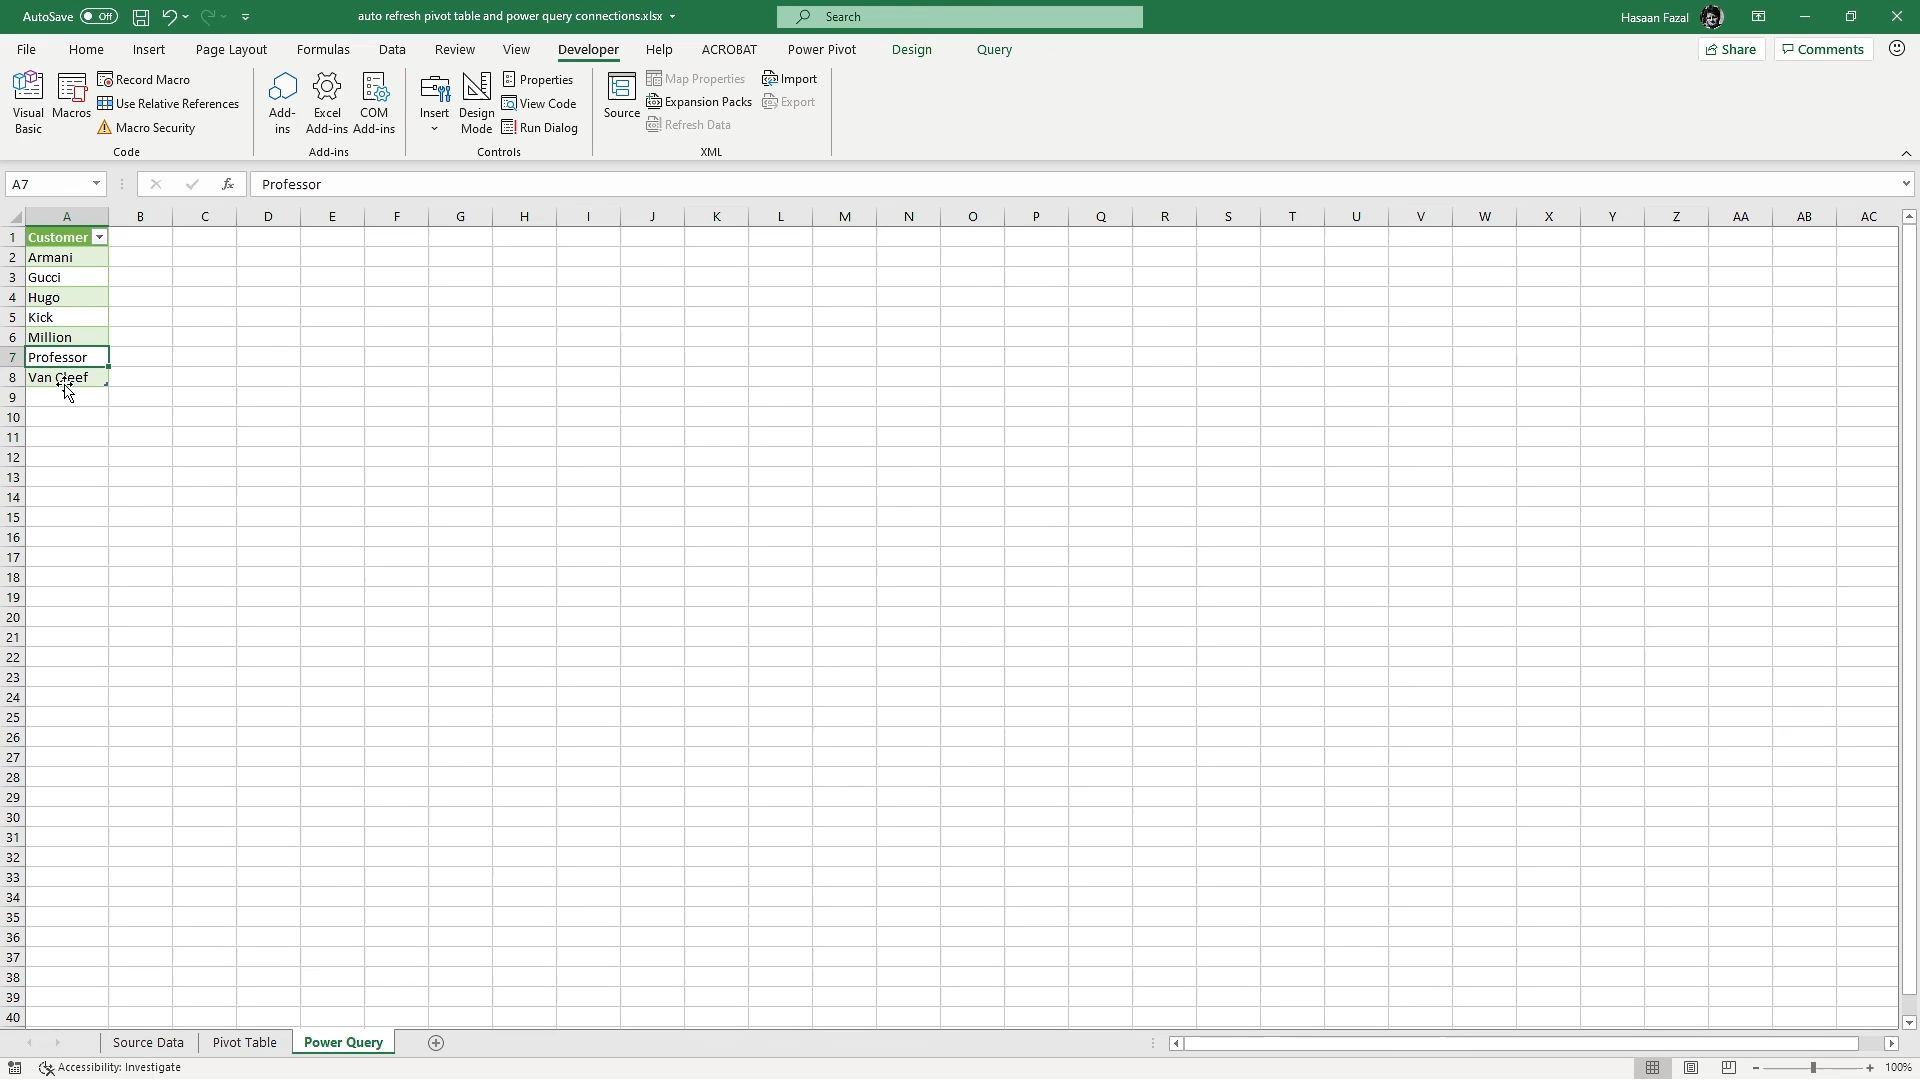 AutoSave Off auto refresh pivot table and power query connections.xlsx Search Hasaan Fazal
File Home Insert Page Layout Formulas Data Review View Developer Help ACROBAT Power Pivot Design Query Share Comments
Visual Basic
Macros
Record Macro
Use Relative References
Macro Security
Code
Add-ins
Excel Add-ins
COM Add-ins
Add-ins
Insert
Design Mode
Properties
View Code
Run Dialog
Controls
Source
Map Properties
Expansion Packs
Refresh Data
Import
Export
XML
A7 fx Professor
A B C D E F G H I J K L M N O P Q R S T U V W X Y Z AA AB AC
1 Customer
2 Armani
3 Gucci
4 Hugo
5 Kick
6 Million
7 Professor
8 Van Cleef
9
10
11
12
13
14
15
16
17
18
19
20
21
22
23
24
25
26
27
28
29
30
31
32
33
34
35
36
37
38
39
40
Source Data Pivot Table Power Query
Accessibility: Investigate 100%